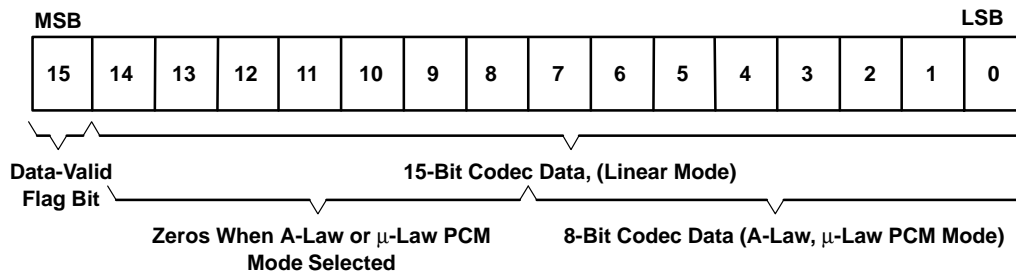 MSB LSB
15 14 13 12 11 10 9 8 7 6 5 4 3 2 1 0
Data-Valid
Flag Bit
15-Bit Codec Data, (Linear Mode)
Zeros When A-Law or μ-Law PCM
Mode Selected
8-Bit Codec Data (A-Law, μ-Law PCM Mode)